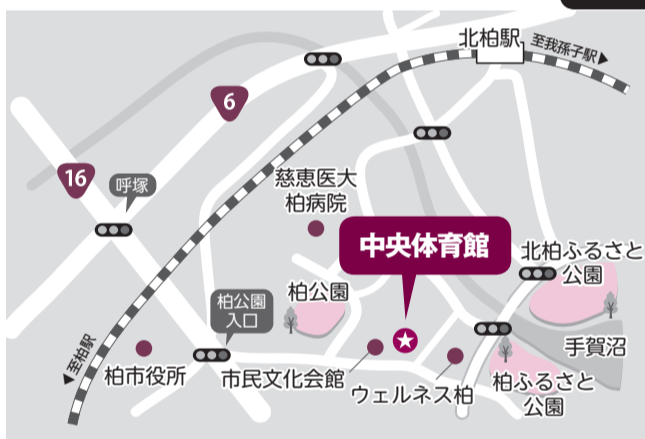 北柏駅
至我孫子駅▶
6
16
呼塚
慈恵医大
柏病院
中央体育館
北柏ふるさと
公園
柏公園
柏公園
入口
手賀沼
◀至柏駅
柏市役所
市民文化会館
ウェルネス柏
柏ふるさと
公園